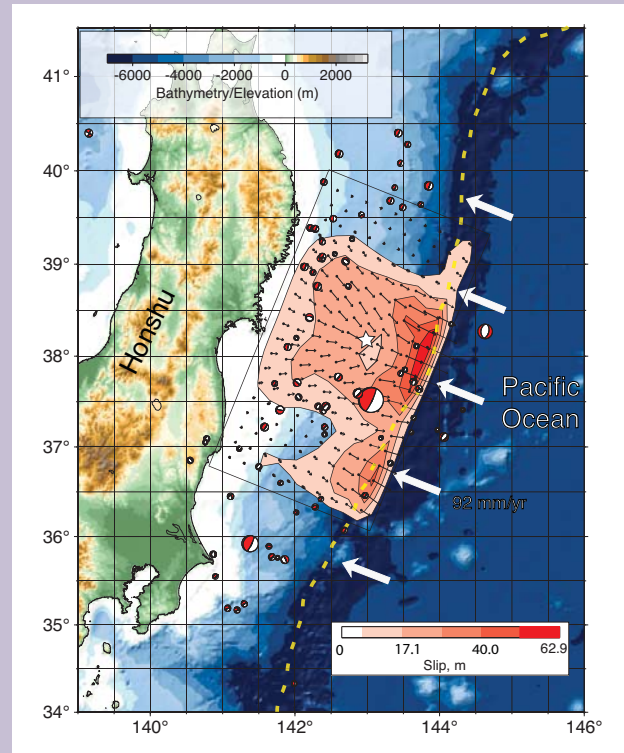 41°
-6000 -4000 -2000 0 2000
Bathymetry/Elevation (m)
40°
39°
Honshu
38°
Pacific
Ocean
37°
92 mm/yr
36°
35°
0 17.1 40.0 62.9
Slip, m
34°
140° 142° 144° 146°